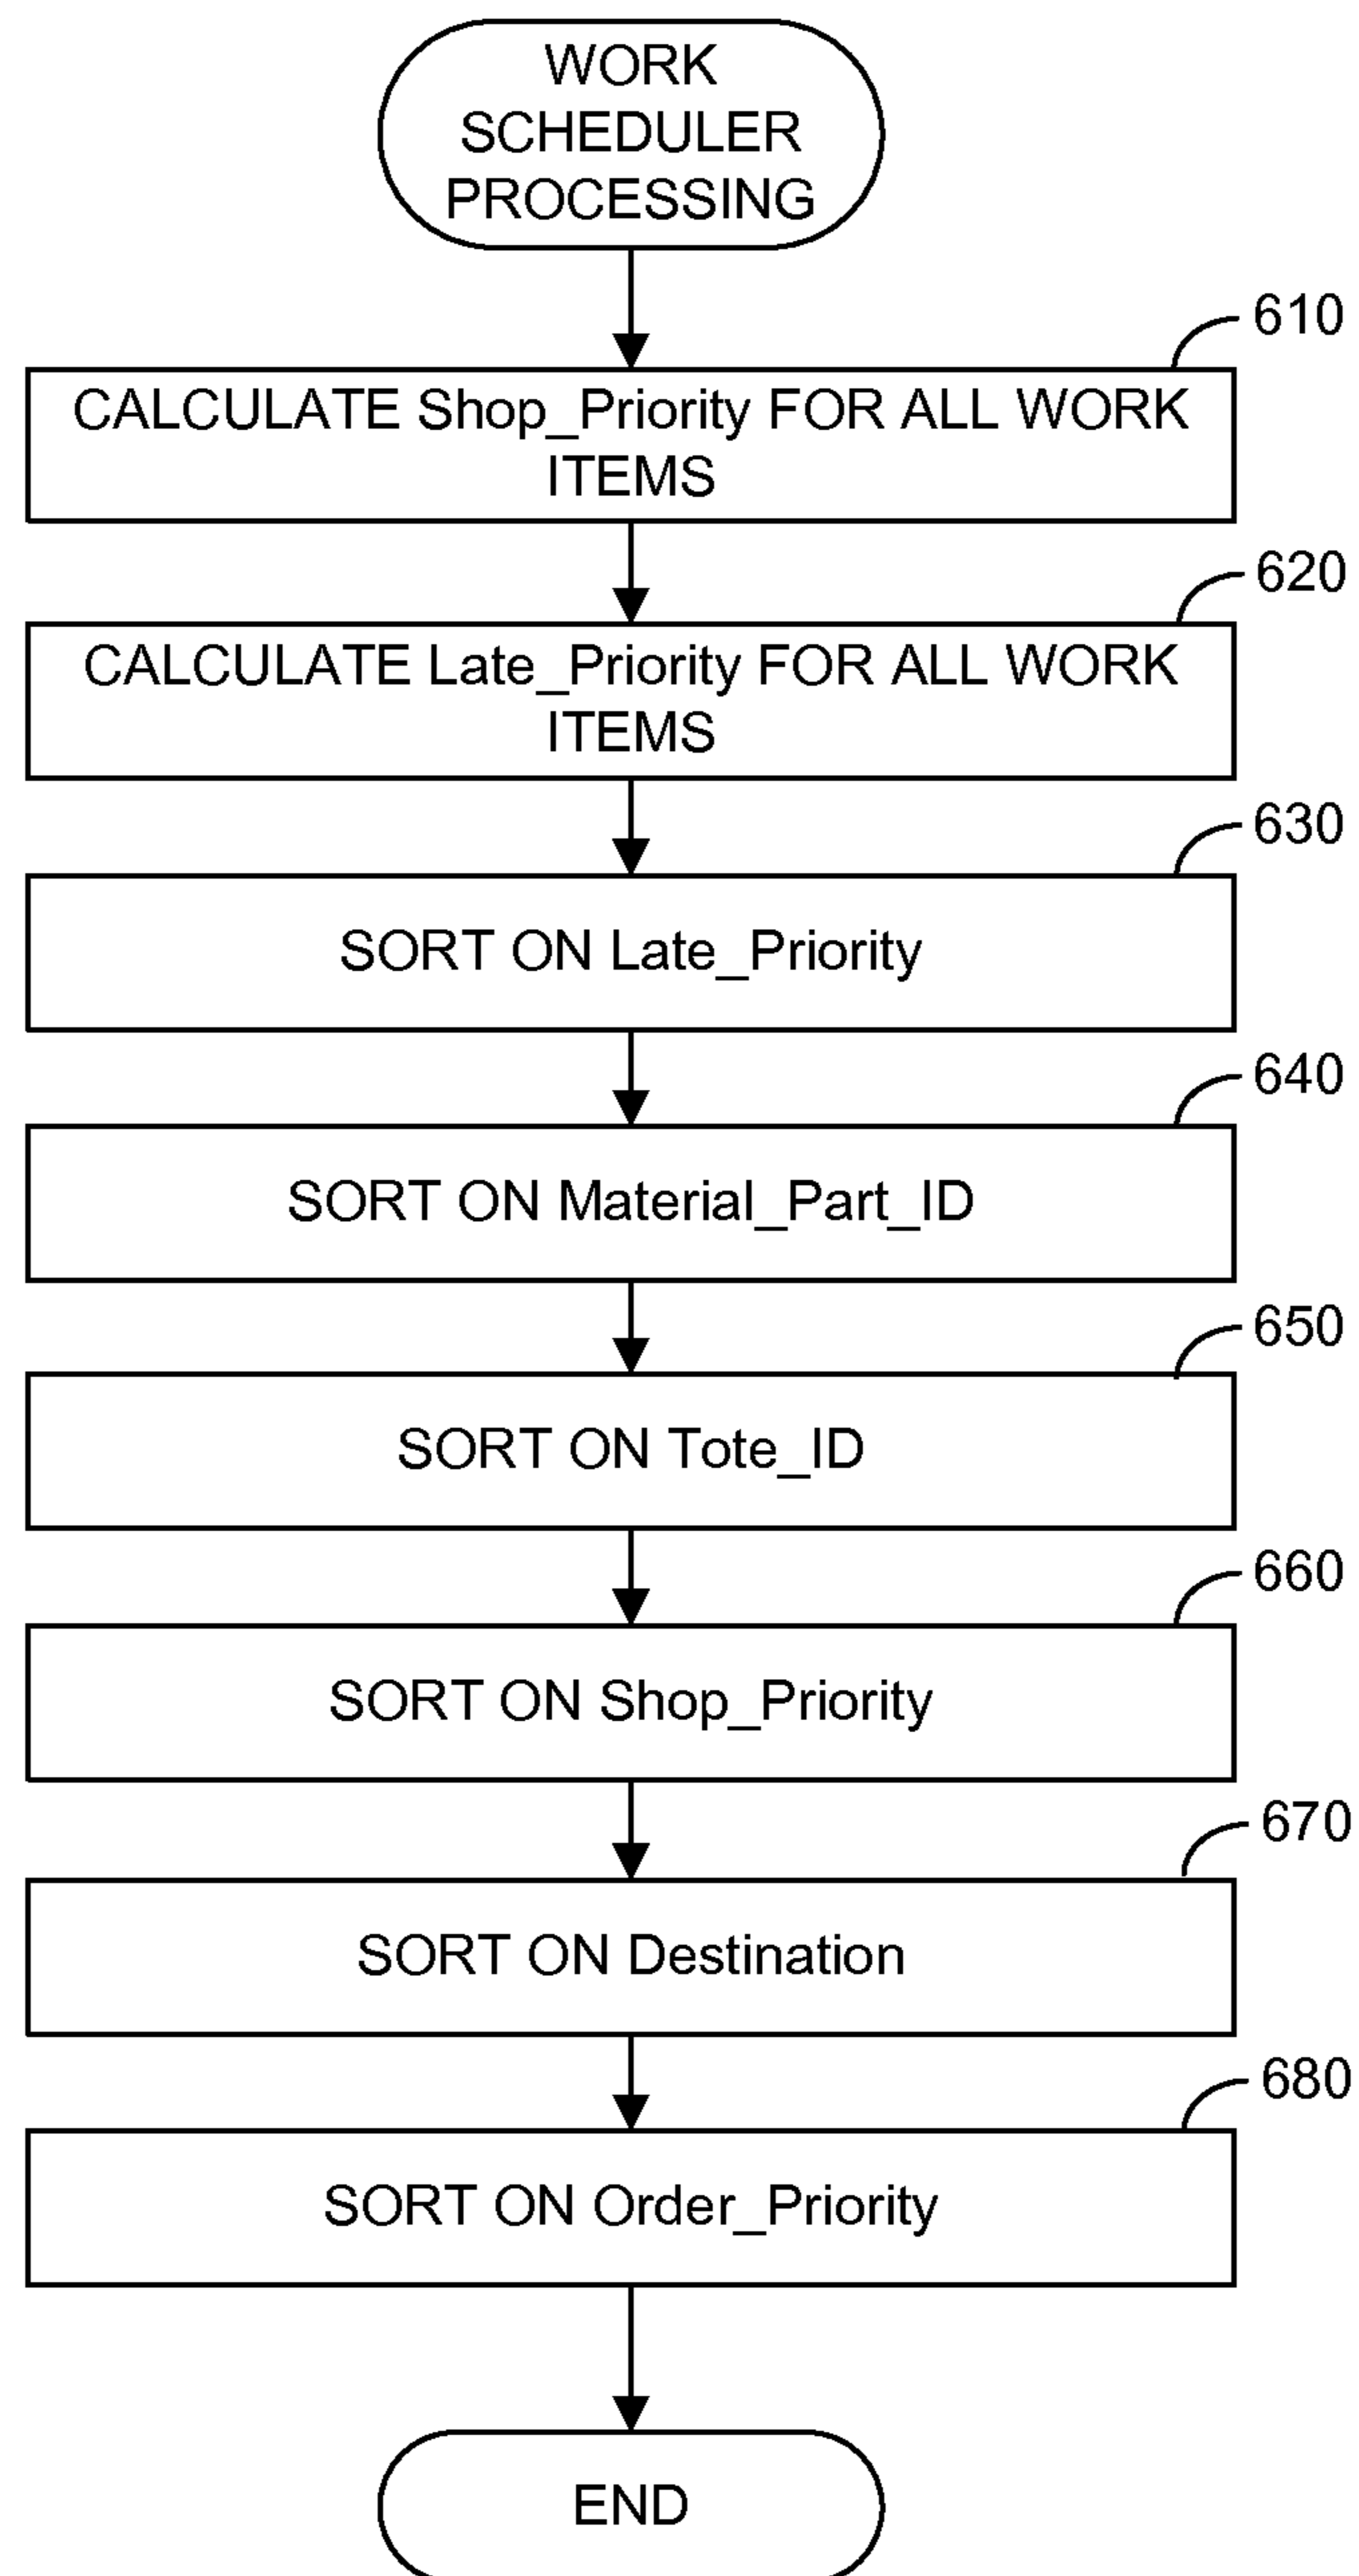 WORK
SCHEDULER
PROCESSING
610
CALCULATE Shop_Priority FOR ALL WORK
ITEMS
620
CALCULATE Late_Priority FOR ALL WORK
ITEMS
630
SORT ON Late_Priority
640
SORT ON Material_Part_ID
650
SORT ON Tote_ID
660
SORT ON Shop_Priority
670
SORT ON Destination
680
SORT ON Order_Priority
END